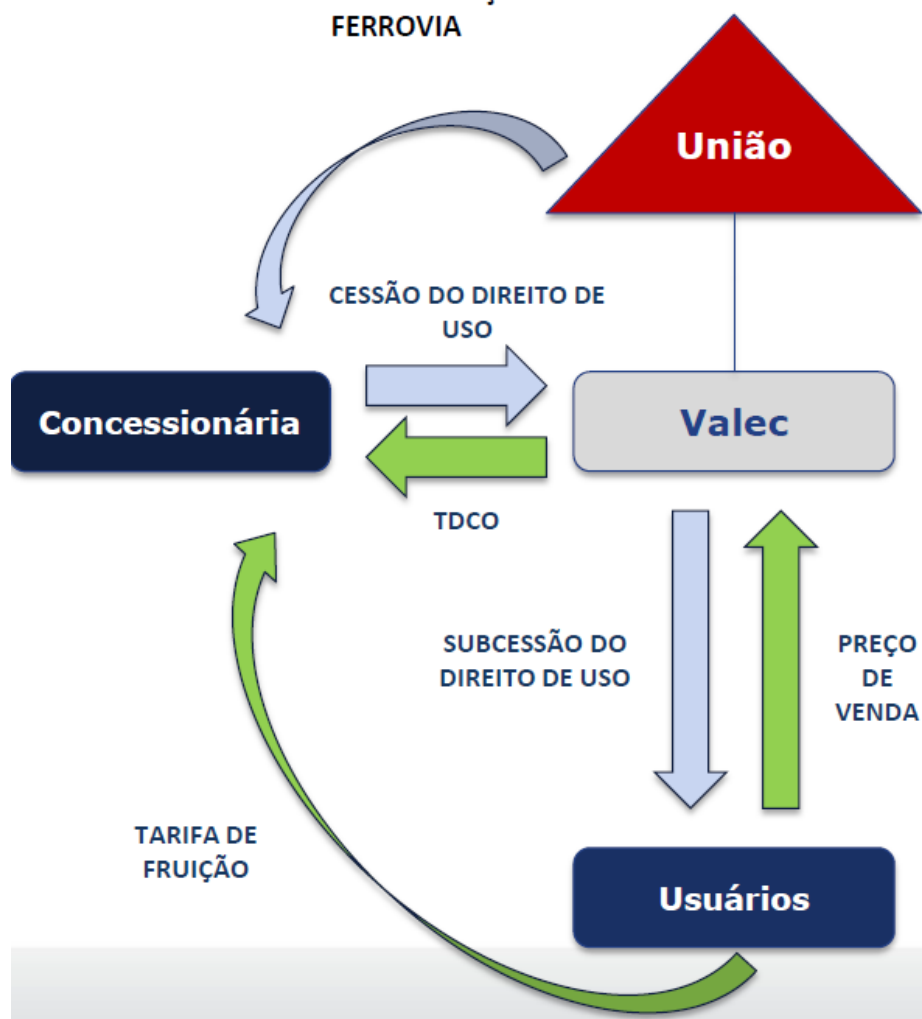 FERROVIA
União
CESSÃO DO DIREITO DE
USO
Concessionária
Valec
TDCO
SUBCESSÃO DO
DIREITO DE USO
PREÇO
DE
VENDA
TARIFA DE
FRUIÇÃO
Usuários